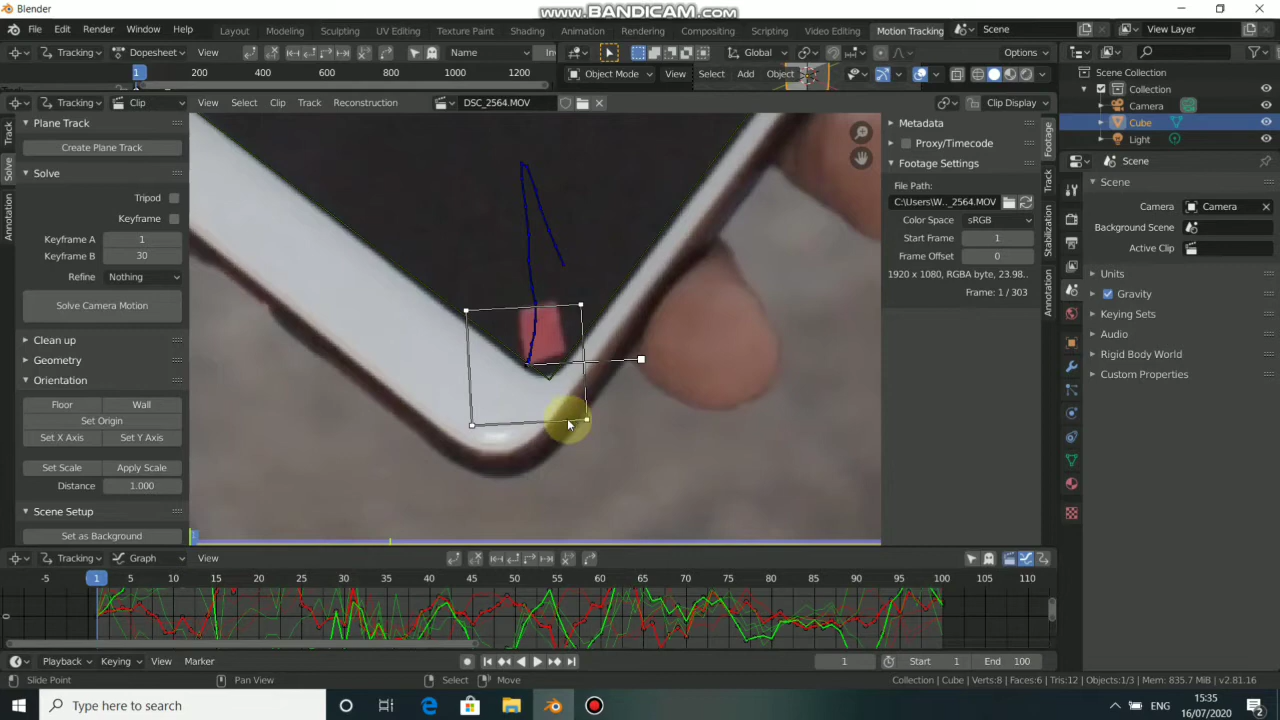 Blender
www.BANDICAM.com
File Edit Render Window Help Layout Modeling Sculpting UV Editing Texture Paint Shading Animation Rendering Compositing Scripting Video Editing Motion Tracking Scene View Layer
Tracking Dopesheet View Name Inv Global Options
1 200 400 600 800 1000 1200 Object Mode View Select Add Object
Scene Collection
Collection
Camera
Cube
Light
Tracking Clip View Select Clip Track Reconstruction DSC_2564.MOV Clip Display
Plane Track
Create Plane Track
Solve
Tripod
Keyframe
Keyframe A 1
Keyframe B 30
Refine Nothing
Solve Camera Motion
Clean up
Geometry
Orientation
Floor Wall
Set Origin
Set X Axis Set Y Axis
Set Scale Apply Scale
Distance 1.000
Scene Setup
Set as Background
Track
Solve
Annotation
Metadata
Proxy/Timecode
Footage Settings
File Path:
C:\Users\W.._2564.MOV
Color Space sRGB
Start Frame 1
Frame Offset 0
1920 x 1080, RGBA byte, 23.98..
Frame: 1 / 303
Footage
Track
Stabilization
Annotation
Scene
Scene
Camera Camera
Background Scene
Active Clip
Units
Gravity
Keying Sets
Audio
Rigid Body World
Custom Properties
Tracking Graph View
-5 1 5 10 15 20 25 30 35 40 45 50 55 60 65 70 75 80 85 90 95 100 105 110
0
Playback Keying View Marker 1 Start 1 End 100
Slide Point Pan View Select Move Collection | Cube | Verts:8 | Faces:6 | Tris:12 | Objects:1/3 | Mem: 835.7 MiB | v2.81.16
Type here to search
ENG
15:35
16/07/2020
2